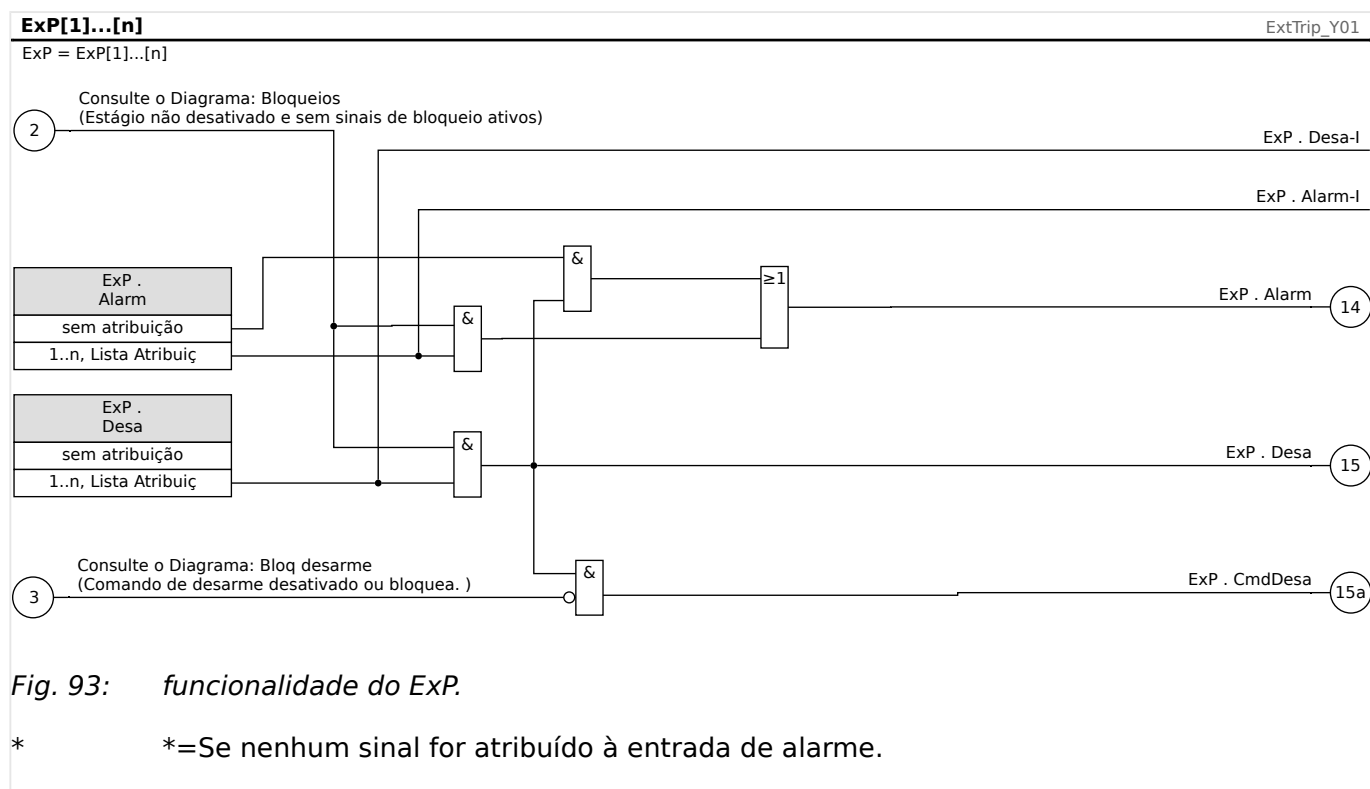 ExP[1]...[n]
ExtTrip_Y01
ExP = ExP[1]...[n]
Consulte o Diagrama: Bloqueios
(Estágio não desativado e sem sinais de bloqueio ativos)
2
ExP . Desa-I
ExP . Alarm-I
&
ExP .
Alarm
≥1
ExP . Alarm
14
sem atribuição
&
1..n, Lista Atribuiç
ExP .
Desa
&
sem atribuição
ExP . Desa
15
1..n, Lista Atribuiç
Consulte o Diagrama: Bloq desarme
(Comando de desarme desativado ou bloquea. )
3
&
ExP . CmdDesa
15a
Fig. 93: funcionalidade do ExP.
* *=Se nenhum sinal for atribuído à entrada de alarme.